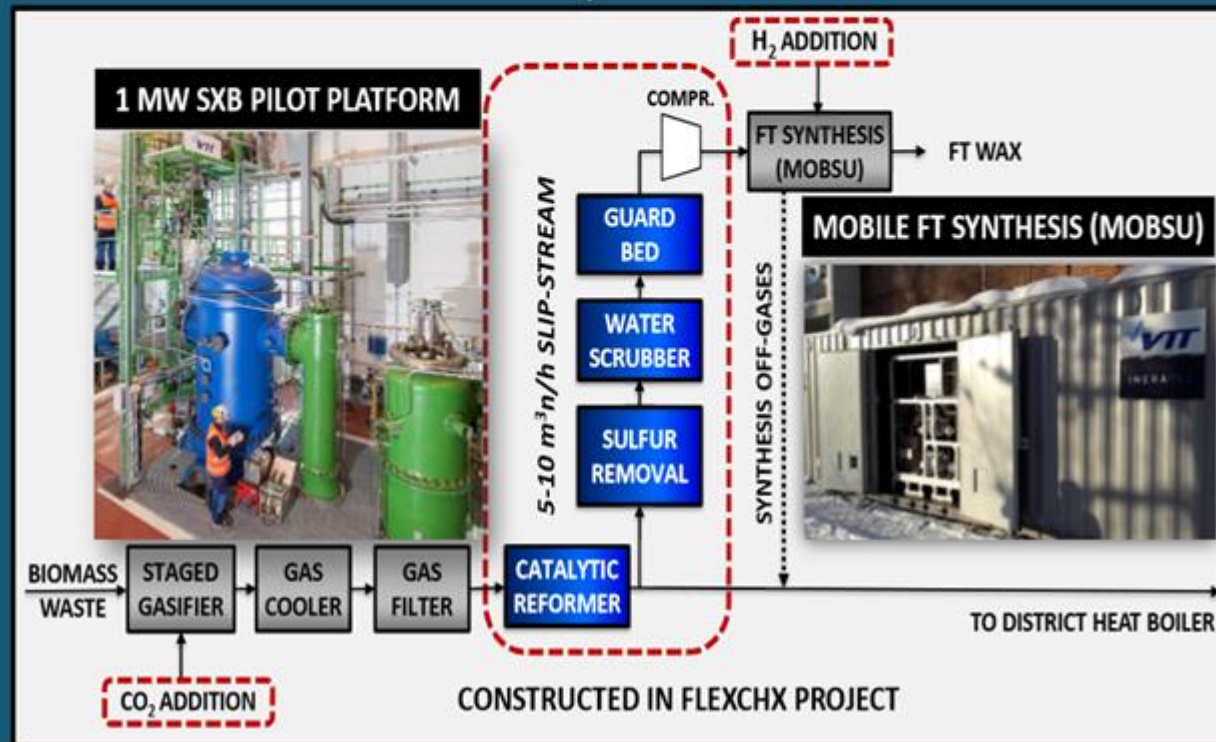 H₂ ADDITION
1 MW SXB PILOT PLATFORM
VTT
COMPR.
FT SYNTHESIS
(MOBSU)
FT WAX
5-10 m³n/h SLIP-STREAM
GUARD
BED
WATER
SCRUBBER
SULFUR
REMOVAL
SYNTHESIS OFF-GASES
MOBILE FT SYNTHESIS (MOBSU)
VTT
INERATEC
BIOMASS
WASTE
STAGED
GASIFIER
GAS
COOLER
GAS
FILTER
CATALYTIC
REFORMER
TO DISTRICT HEAT BOILER
CO₂ ADDITION
CONSTRUCTED IN FLEXCHX PROJECT